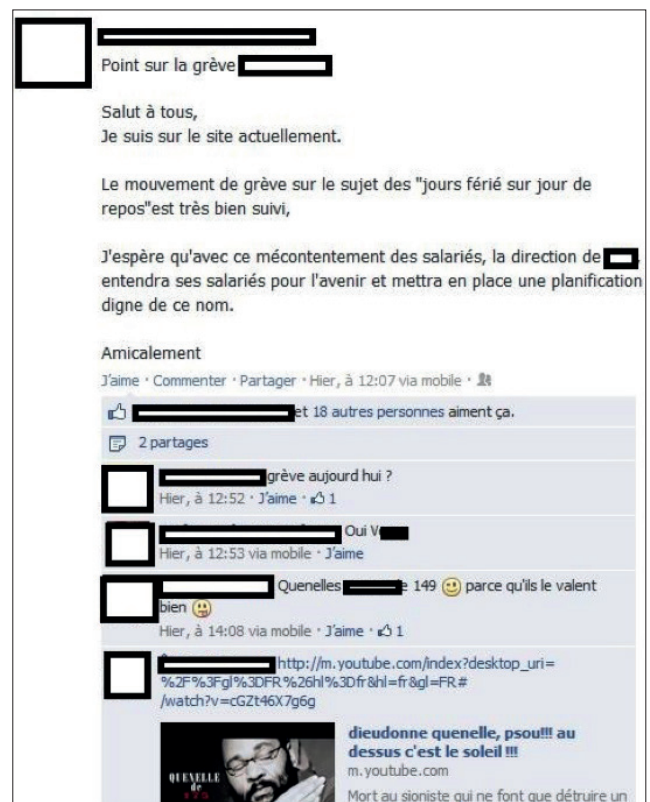 Point sur la grève
Salut à tous,
Je suis sur le site actuellement.
Le mouvement de grève sur le sujet des "jours férié sur jour de
repos"est très bien suivi,
J'espère qu'avec ce mécontentement des salariés, la direction de
entendra ses salariés pour l'avenir et mettra en place une planification
digne de ce nom.
Amicalement
J'aime · Commenter · Partager · Hier, à 12:07 via mobile ·
et 18 autres personnes aiment ça.
2 partages
grève aujourd hui ?
Hier, à 12:52 · J'aime · 1
Oui
Hier, à 12:53 via mobile · J'aime
Quenelles 149 parce qu'ils le valent
bien
Hier, à 14:08 via mobile · J'aime · 1
http://m.youtube.com/index?desktop_uri=
%2F%3Fgl%3DFR%26hl%3Dfr&hl=fr&gl=FR#
/watch?v=cGZt46X7g6g
dieudonne quenelle, psou!!! au
dessus c'est le soleil !!!
m.youtube.com
QUENELLE
de
175
Mort au sioniste qui ne font que détruire un